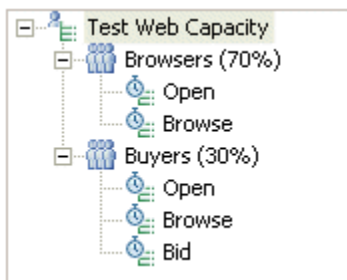 Test Web Capacity
Browsers (70%)
Open
Browse
Buyers (30%)
Open
Browse
Bid